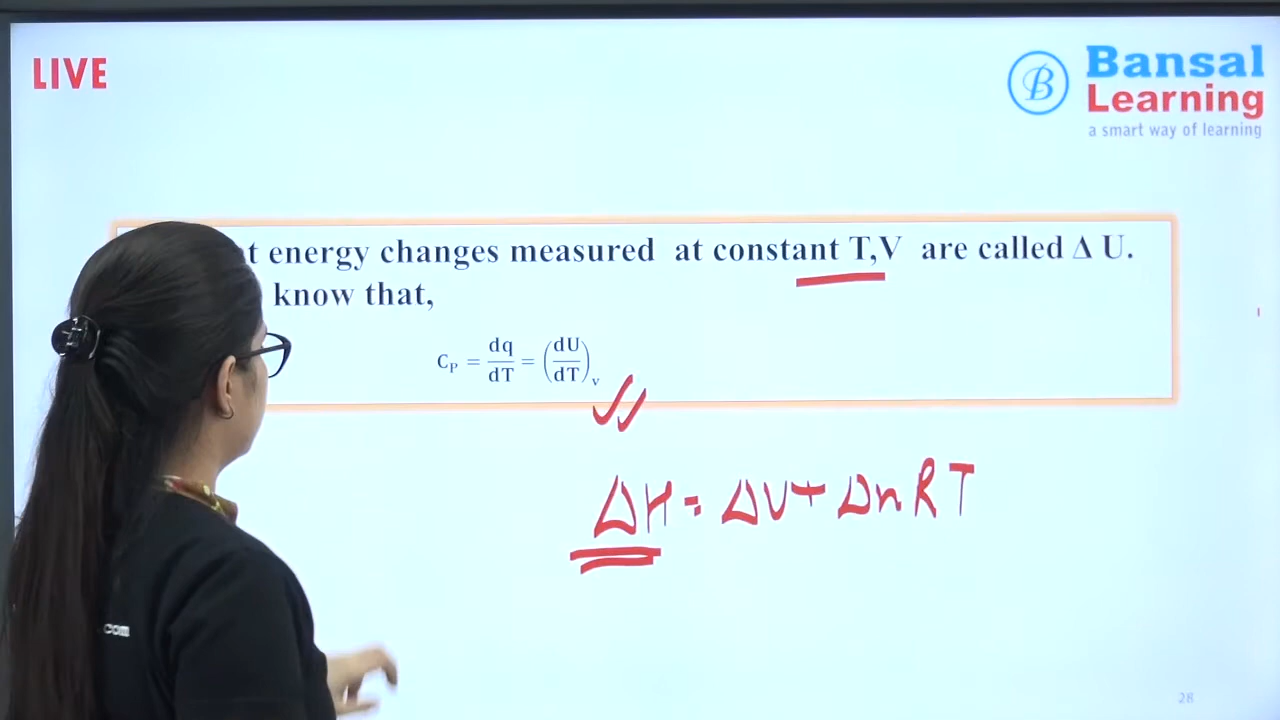 LIVE
Bansal
Learning
a smart way of learning
energy changes measured at constant T,V are called Δ U.
know that,
C_P = dq/dT = (dU/dT)_v
ΔH = ΔU + ΔnRT
com
28